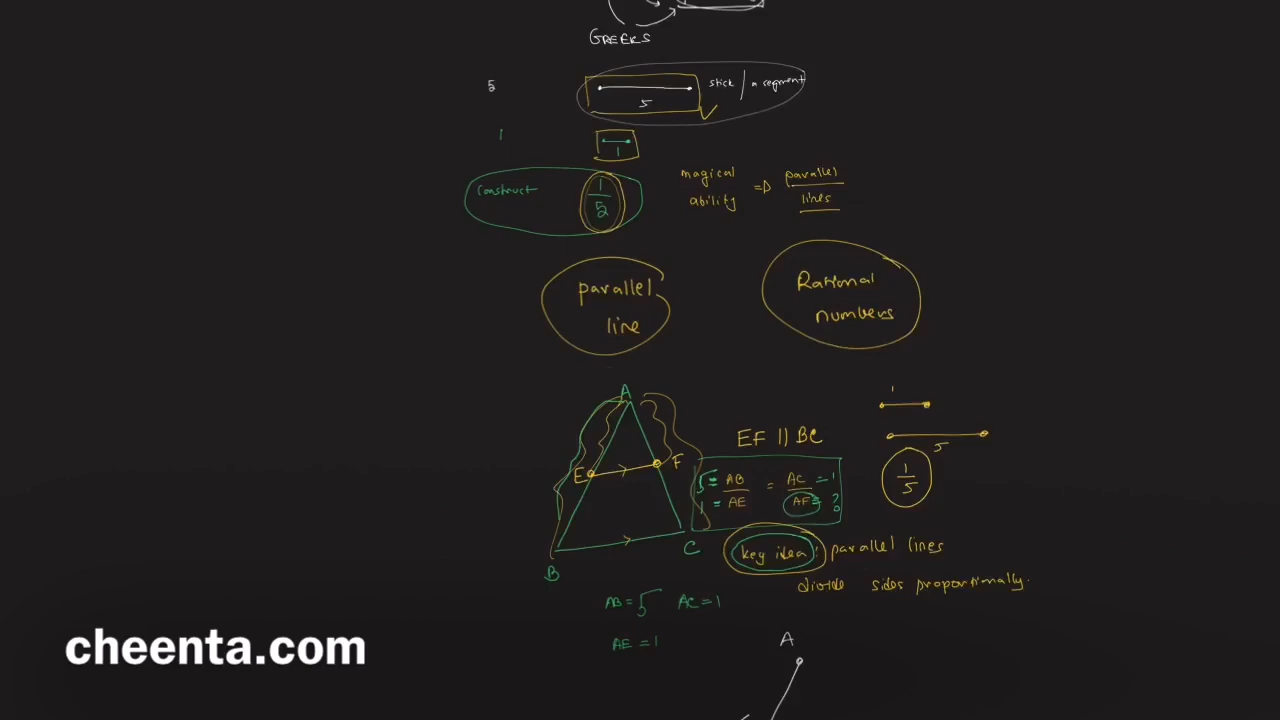 GREEKS
5
stick / a segment
5
1
1
construct
1
5
magical
ability
=D parallel
lines
parallel
line
Rational
numbers
A
E
F
B
C
EF || BC
5 = AB = AC = 1
1 = AE AF = ?
key idea : parallel lines
divide sides proportionally.
1
5
1
5
AB = 5 AC = 1
AE = 1
A
cheenta.com